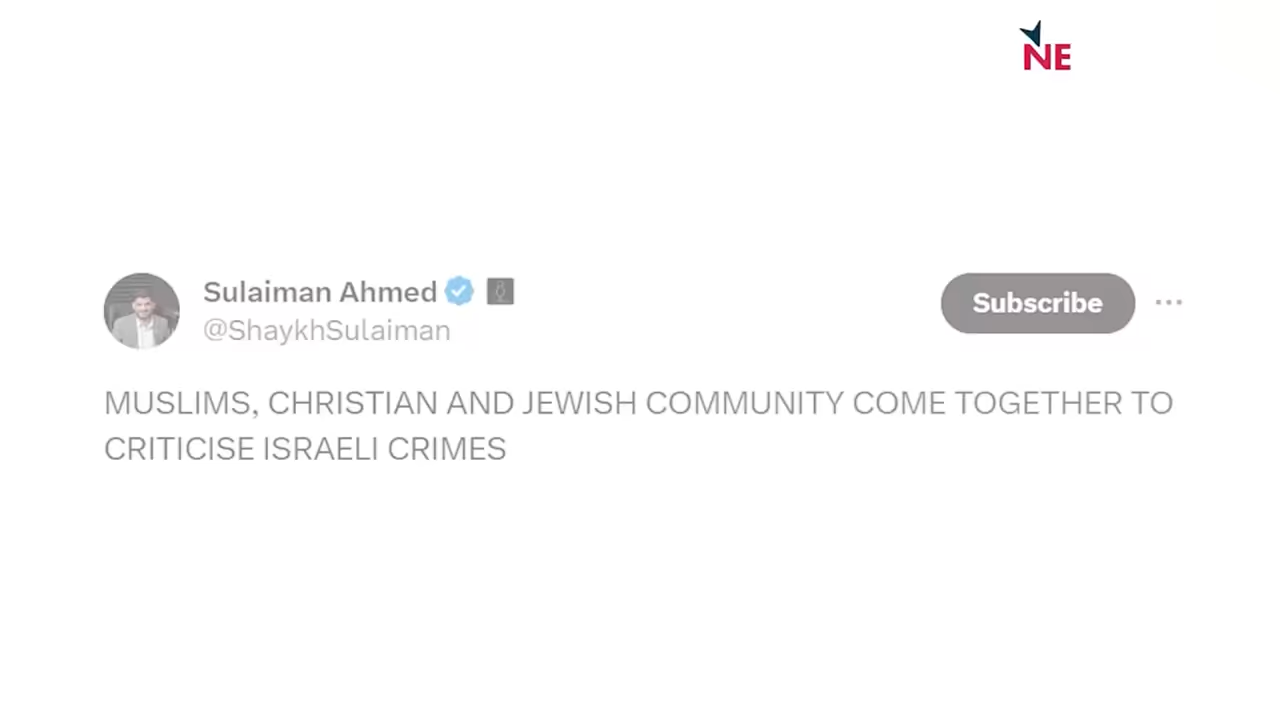 NE
Sulaiman Ahmed
@ShaykhSulaiman
Subscribe
MUSLIMS, CHRISTIAN AND JEWISH COMMUNITY COME TOGETHER TO
CRITICISE ISRAELI CRIMES